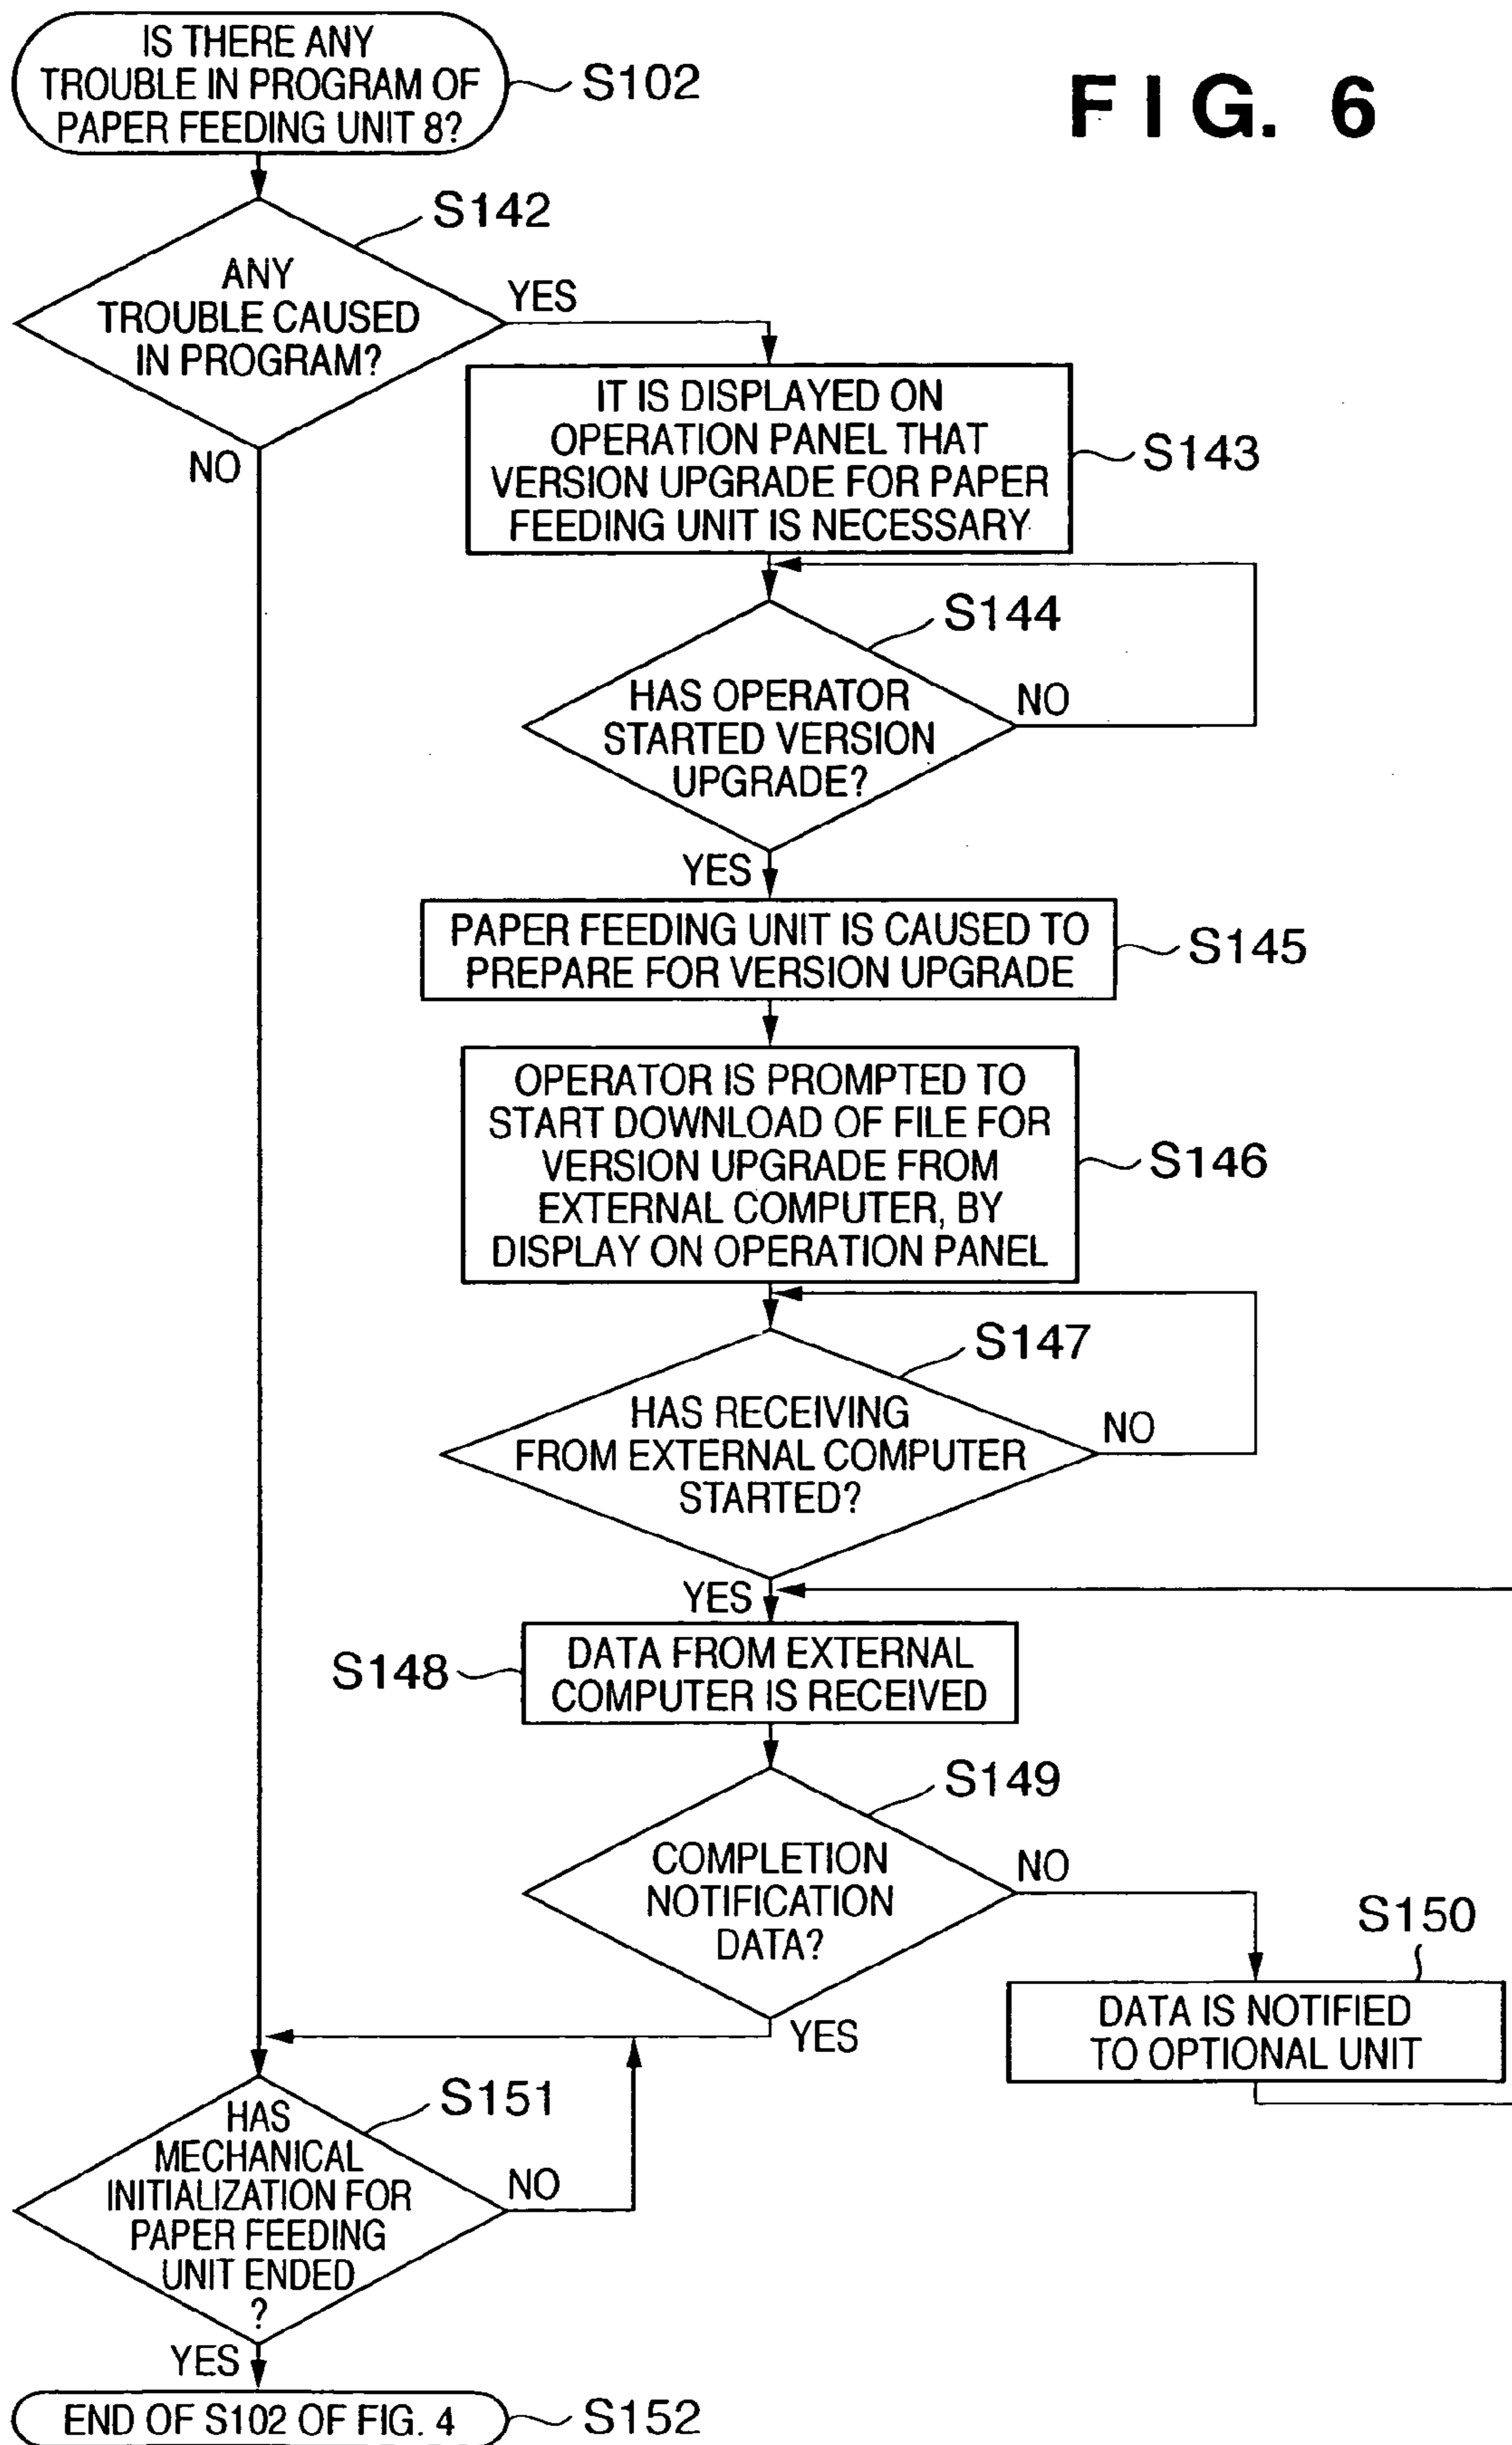 FIG. 6
IS THERE ANY
TROUBLE IN PROGRAM OF
PAPER FEEDING UNIT 8?
S102
S142
ANY
TROUBLE CAUSED
IN PROGRAM?
YES
NO
IT IS DISPLAYED ON
OPERATION PANEL THAT
VERSION UPGRADE FOR PAPER
FEEDING UNIT IS NECESSARY
S143
S144
HAS OPERATOR
STARTED VERSION
UPGRADE?
NO
YES
PAPER FEEDING UNIT IS CAUSED TO
PREPARE FOR VERSION UPGRADE
S145
OPERATOR IS PROMPTED TO
START DOWNLOAD OF FILE FOR
VERSION UPGRADE FROM
EXTERNAL COMPUTER, BY
DISPLAY ON OPERATION PANEL
S146
S147
HAS RECEIVING
FROM EXTERNAL COMPUTER
STARTED?
NO
YES
S148
DATA FROM EXTERNAL
COMPUTER IS RECEIVED
S149
COMPLETION
NOTIFICATION
DATA?
NO
S150
DATA IS NOTIFIED
TO OPTIONAL UNIT
YES
S151
HAS
MECHANICAL
INITIALIZATION FOR
PAPER FEEDING
UNIT ENDED
?
NO
YES
END OF S102 OF FIG. 4
S152